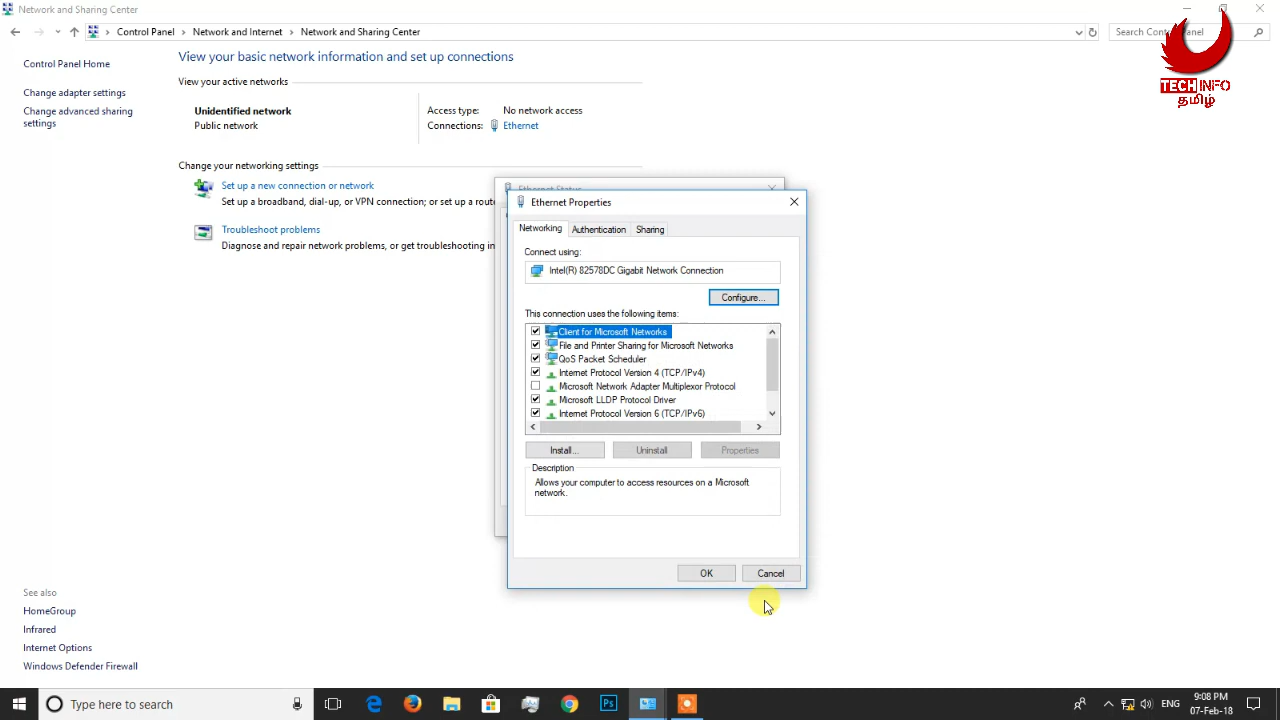 Network and Sharing Center
Control Panel
Network and Internet
Network and Sharing Center
Search Cont
Panel
TECH INFO
தமிழ்
Control Panel Home
Change adapter settings
Change advanced sharing
settings
View your basic network information and set up connections
View your active networks
Unidentified network
Public network
Access type: No network access
Connections: Ethernet
Change your networking settings
Set up a new connection or network
Set up a broadband, dial-up, or VPN connection; or set up a
Troubleshoot problems
Diagnose and repair network problems, or get troubleshooting in
Ethernet Status
Ethernet Properties
Networking Authentication Sharing
Connect using:
Intel(R) 82578DC Gigabit Network Connection
Configure...
This connection uses the following items:
Client for Microsoft Networks
File and Printer Sharing for Microsoft Networks
QoS Packet Scheduler
Internet Protocol Version 4 (TCP/IPv4)
Microsoft Network Adapter Multiplexor Protocol
Microsoft LLDP Protocol Driver
Internet Protocol Version 6 (TCP/IPv6)
Install... Uninstall Properties
Description
Allows your computer to access resources on a Microsoft
network.
OK Cancel
See also
HomeGroup
Infrared
Internet Options
Windows Defender Firewall
Type here to search
Ps
ENG
9:08 PM
07-Feb-18